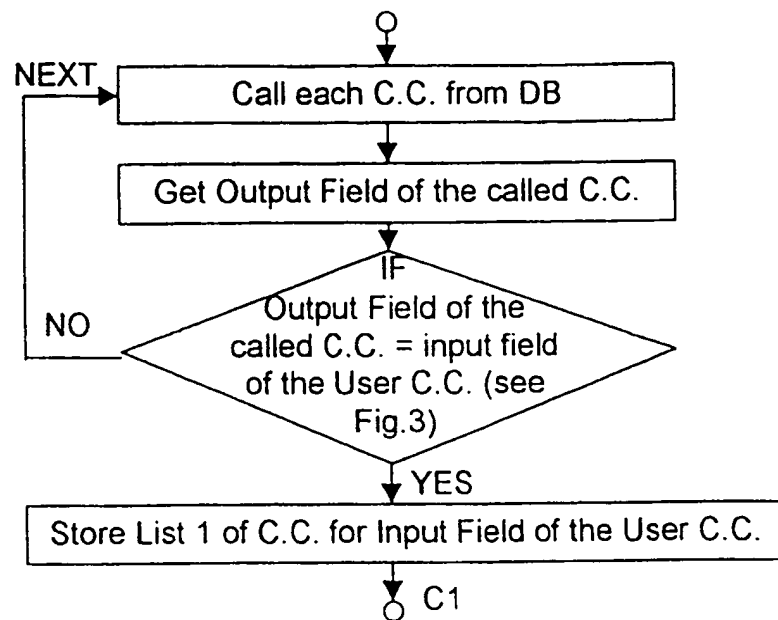 NEXT
Call each C.C. from DB
Get Output Field of the called C.C.
IF
Output Field of the
called C.C. = input field
of the User C.C. (see
Fig.3)
NO
YES
Store List 1 of C.C. for Input Field of the User C.C.
C1